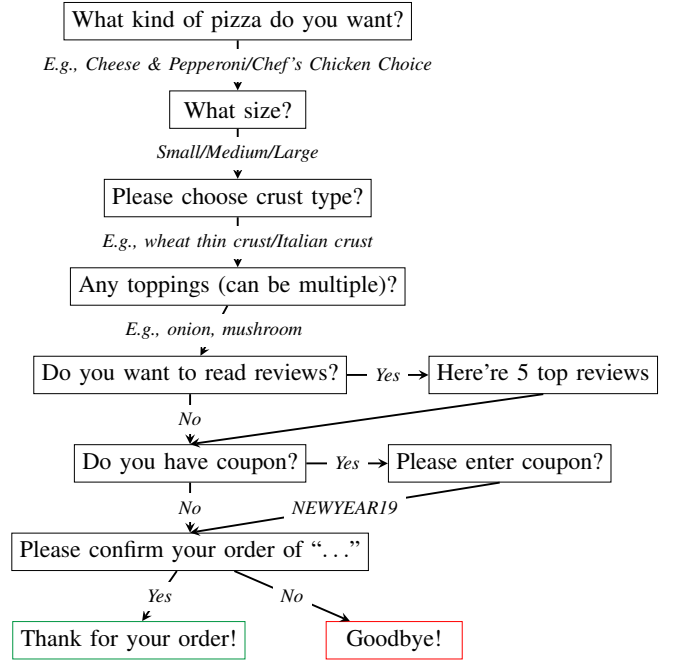 What kind of pizza do you want?
E.g., Cheese & Pepperoni/Chef's Chicken Choice
What size?
Small/Medium/Large
Please choose crust type?
E.g., wheat thin crust/Italian crust
Any toppings (can be multiple)?
E.g., onion, mushroom
Do you want to read reviews?
Yes
Here're 5 top reviews
No
Do you have coupon?
Yes
Please enter coupon?
No
NEWYEAR19
Please confirm your order of “. . .”
Yes
No
Thank for your order!
Goodbye!